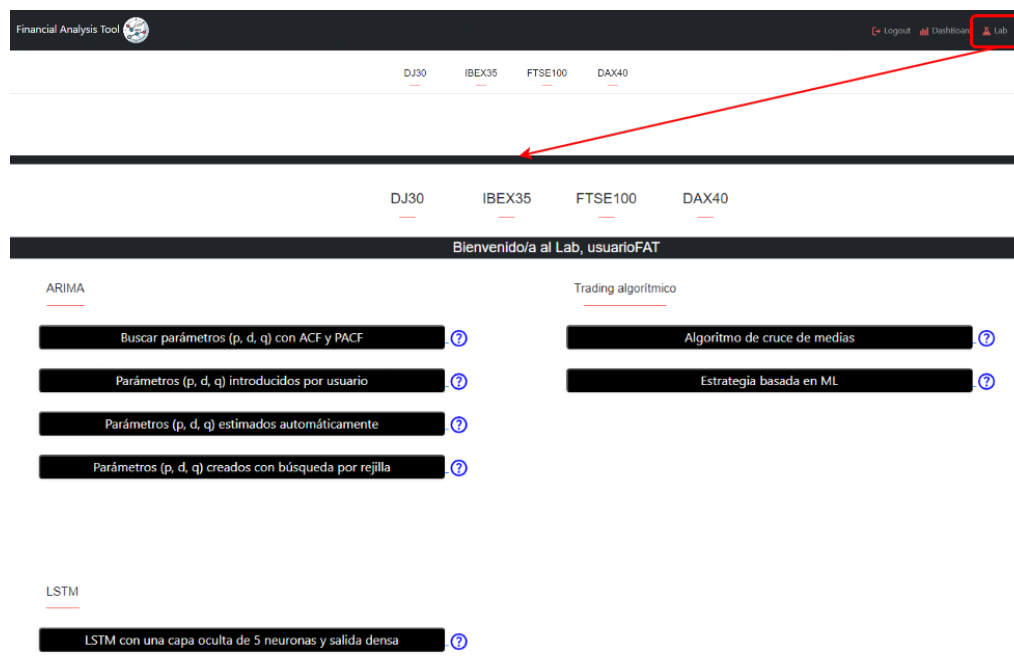 Financial Analysis Tool
Logout DashBoard Lab
DJ30 IBEX35 FTSE100 DAX40
DJ30 IBEX35 FTSE100 DAX40
Bienvenido/a al Lab, usuarioFAT
ARIMA
Buscar parámetros (p, d, q) con ACF y PACF ?
Parámetros (p, d, q) introducidos por usuario ?
Parámetros (p, d, q) estimados automáticamente ?
Parámetros (p, d, q) creados con búsqueda por rejilla ?
Trading algorítmico
Algoritmo de cruce de medias ?
Estrategia basada en ML ?
LSTM
LSTM con una capa oculta de 5 neuronas y salida densa ?